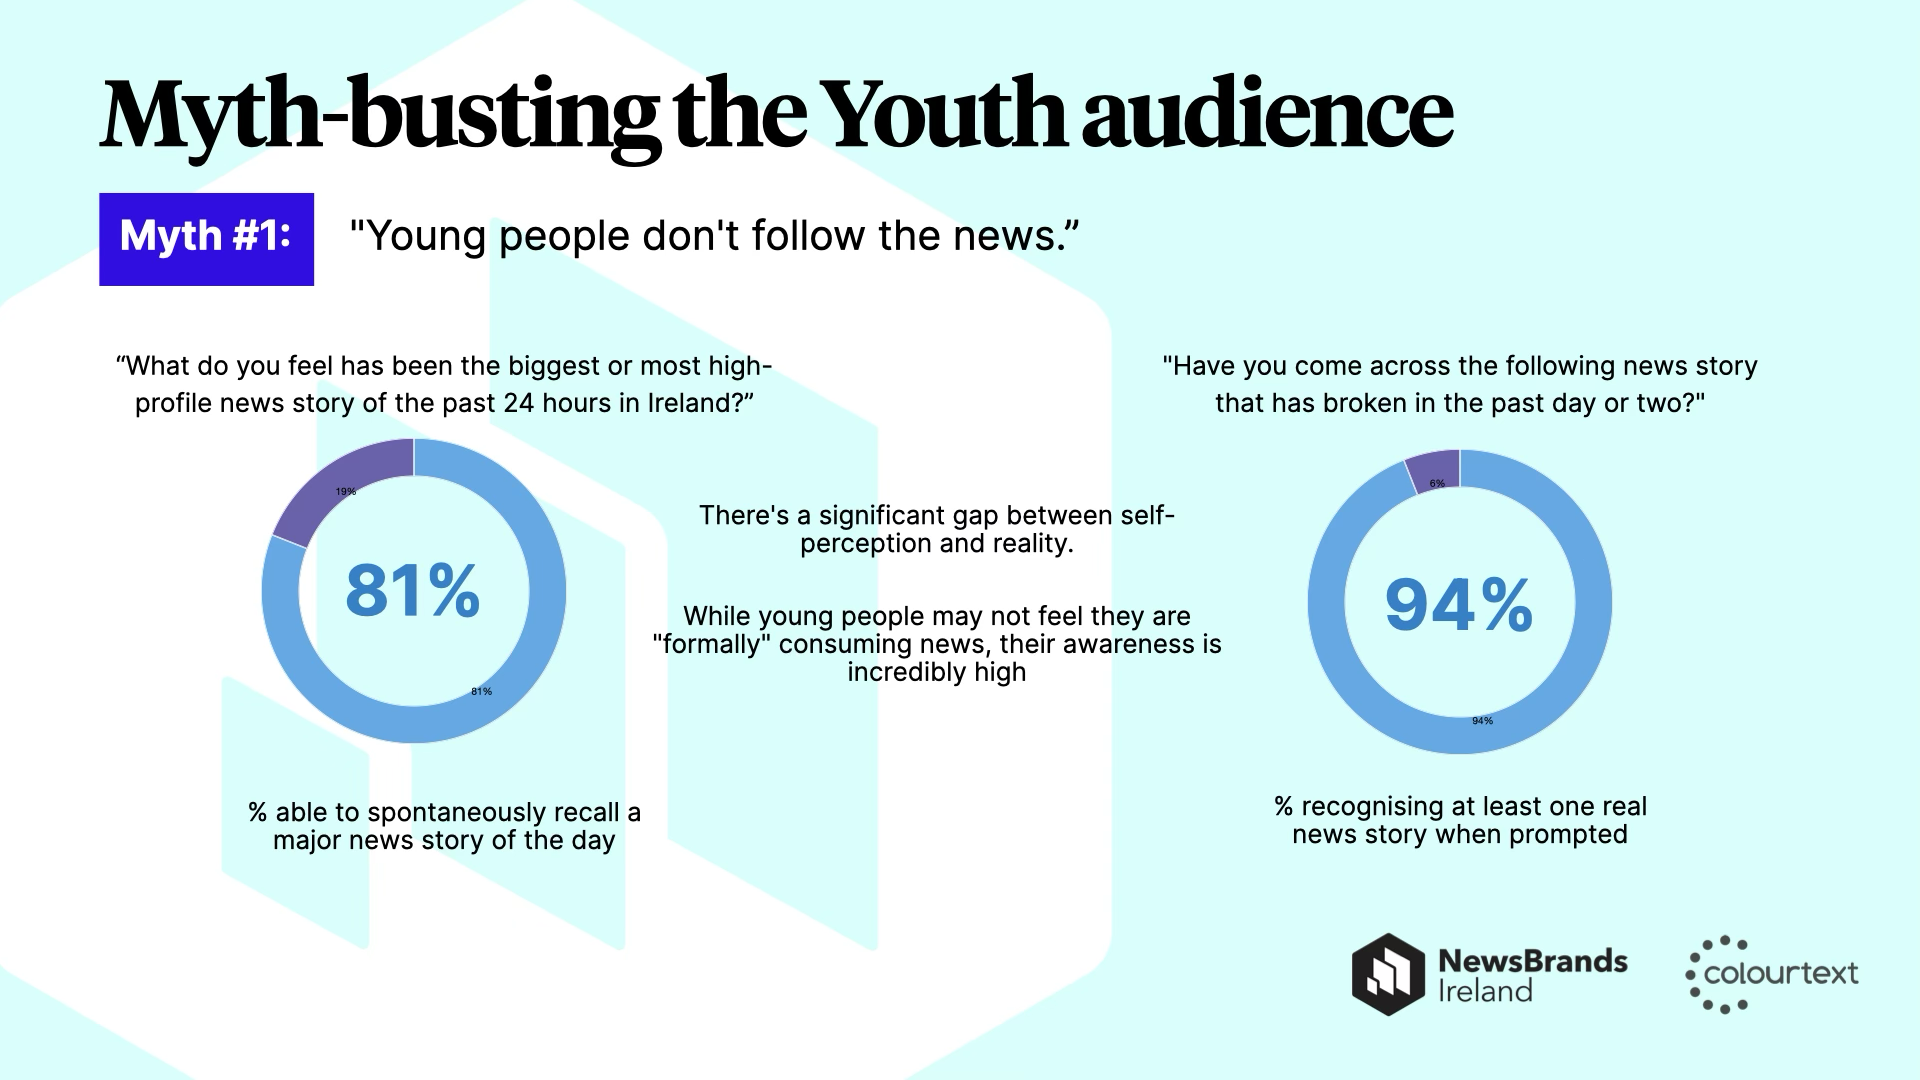 Myth-busting the Youth audience
Myth #1:
"Young people don't follow the news.”
“What do you feel has been the biggest or most high-
profile news story of the past 24 hours in Ireland?”
19%
81%
81%
% able to spontaneously recall a
major news story of the day
There's a significant gap between self-
perception and reality.
While young people may not feel they are
"formally" consuming news, their awareness is
incredibly high
"Have you come across the following news story
that has broken in the past day or two?"
6%
94%
94%
% recognising at least one real
news story when prompted
NewsBrands
Ireland
colourtext